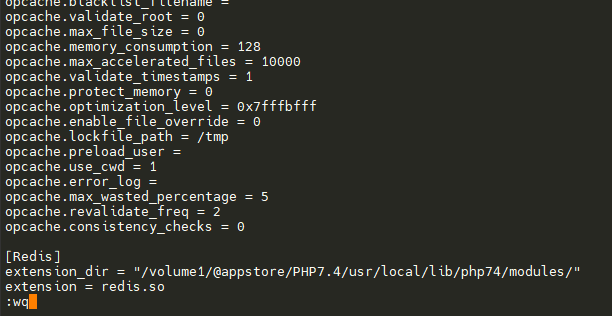 opcache.blacklist_filename =
opcache.validate_root = 0
opcache.max_file_size = 0
opcache.memory_consumption = 128
opcache.max_accelerated_files = 10000
opcache.validate_timestamps = 1
opcache.protect_memory = 0
opcache.optimization_level = 0x7fffbfff
opcache.enable_file_override = 0
opcache.lockfile_path = /tmp
opcache.preload_user =
opcache.use_cwd = 1
opcache.error_log =
opcache.max_wasted_percentage = 5
opcache.revalidate_freq = 2
opcache.consistency_checks = 0
[Redis]
extension_dir = "/volume1/@appstore/PHP7.4/usr/local/lib/php74/modules/"
extension = redis.so
:wq